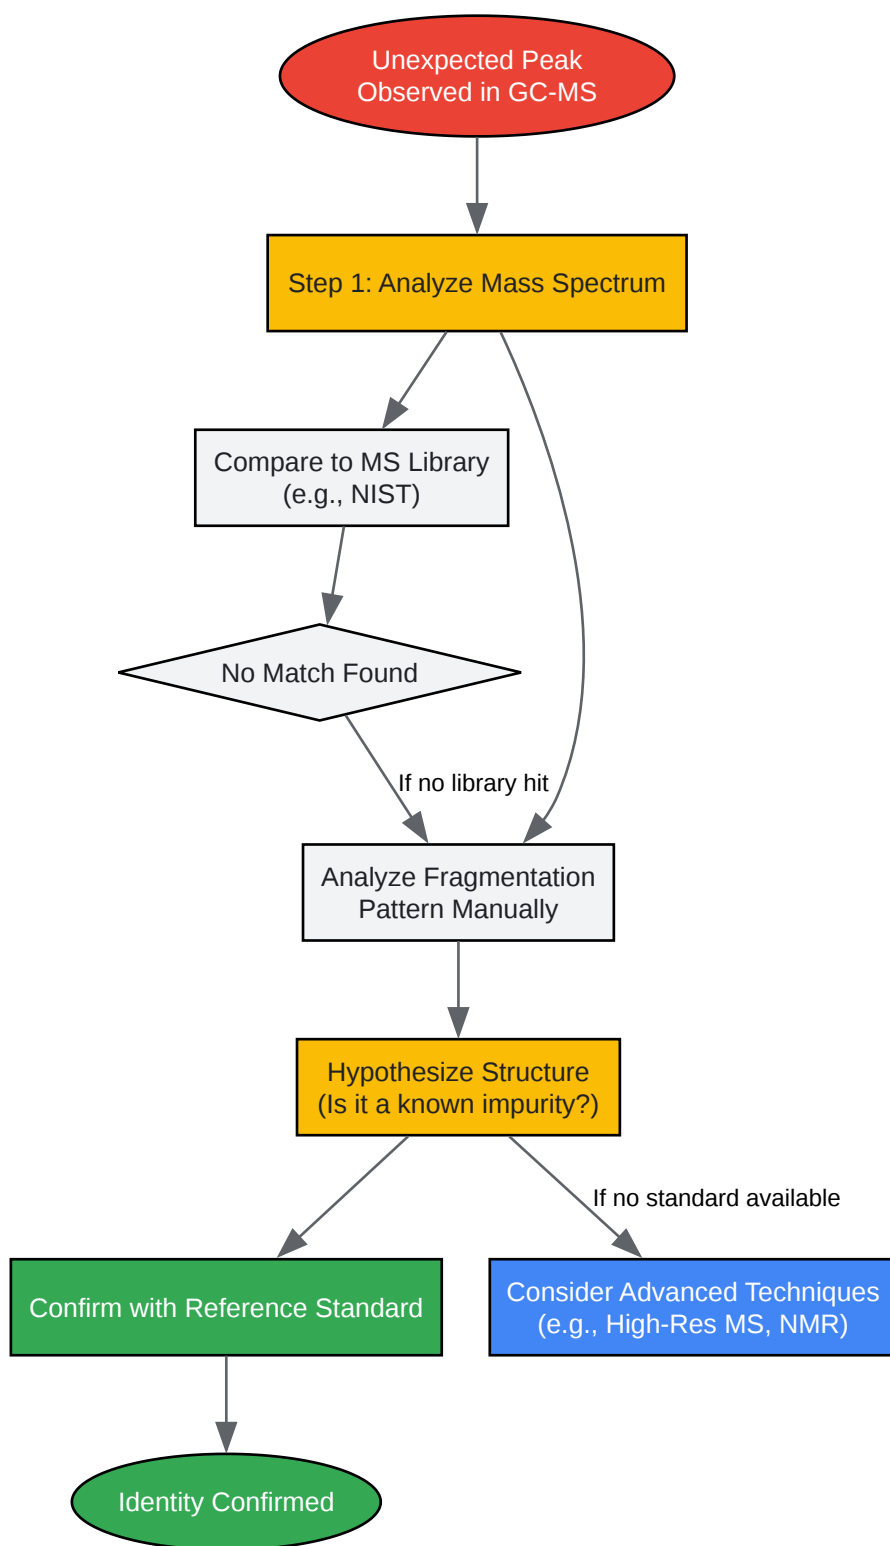 Unexpected Peak
Observed in GC-MS
Step 1: Analyze Mass Spectrum
Compare to MS Library
(e.g., NIST)
No Match Found
If no library hit
Analyze Fragmentation
Pattern Manually
Hypothesize Structure
(Is it a known impurity?)
If no standard available
Confirm with Reference Standard
Consider Advanced Techniques
(e.g., High-Res MS, NMR)
Identity Confirmed